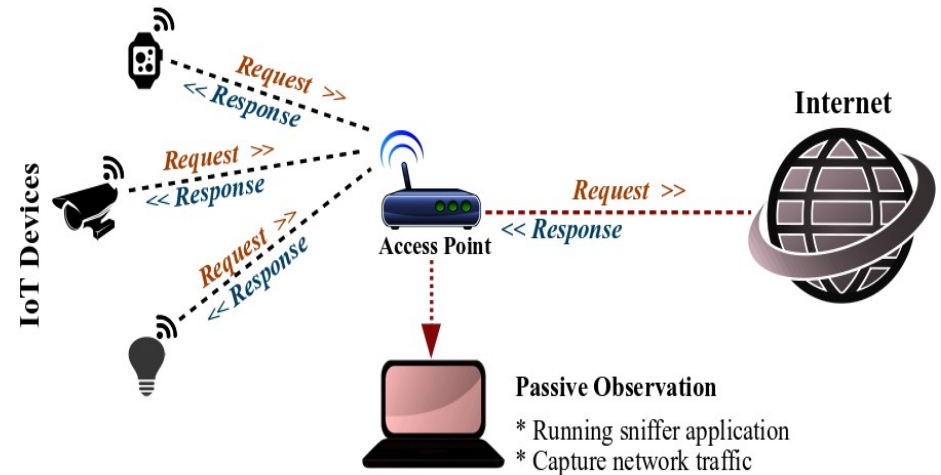 Request >>
<< Response
Internet
IoT Devices
Request >>
<< Response
Request >>
<< Response
Request >>
<< Response
Access Point
Passive Observation
* Running sniffer application
* Capture network traffic